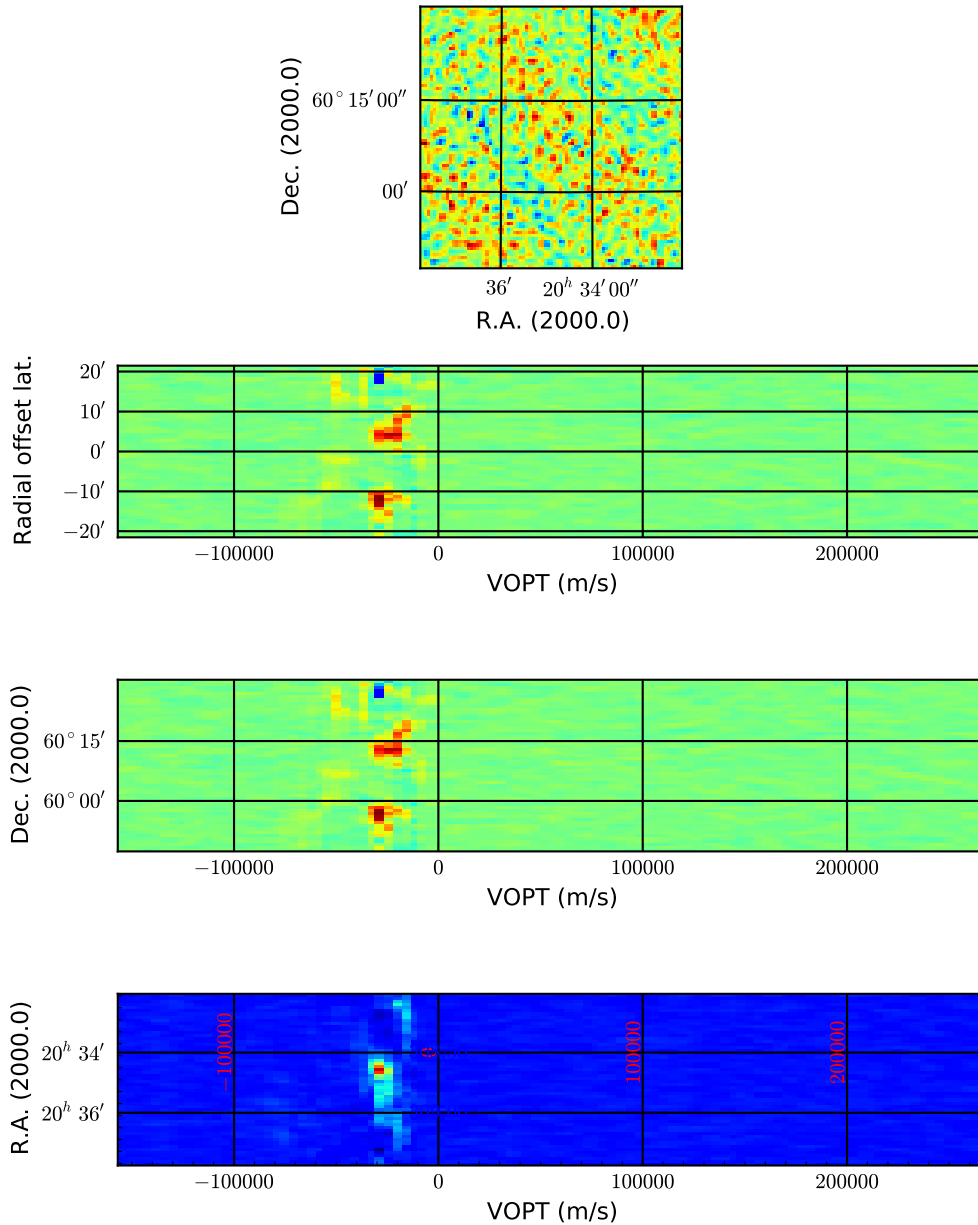 Dec. (2000.0)
60° 15′ 00″
00′
36′
20h 34′ 00″
R.A. (2000.0)
Radial offset lat.
20′
10′
0′
−10′
−20′
−100000
0
100000
200000
VOPT (m/s)
Dec. (2000.0)
60° 15′
60° 00′
−100000
0
100000
200000
VOPT (m/s)
R.A. (2000.0)
20h 34′
20h 36′
−100000
0
100000
200000
−100000
0
100000
200000
VOPT (m/s)